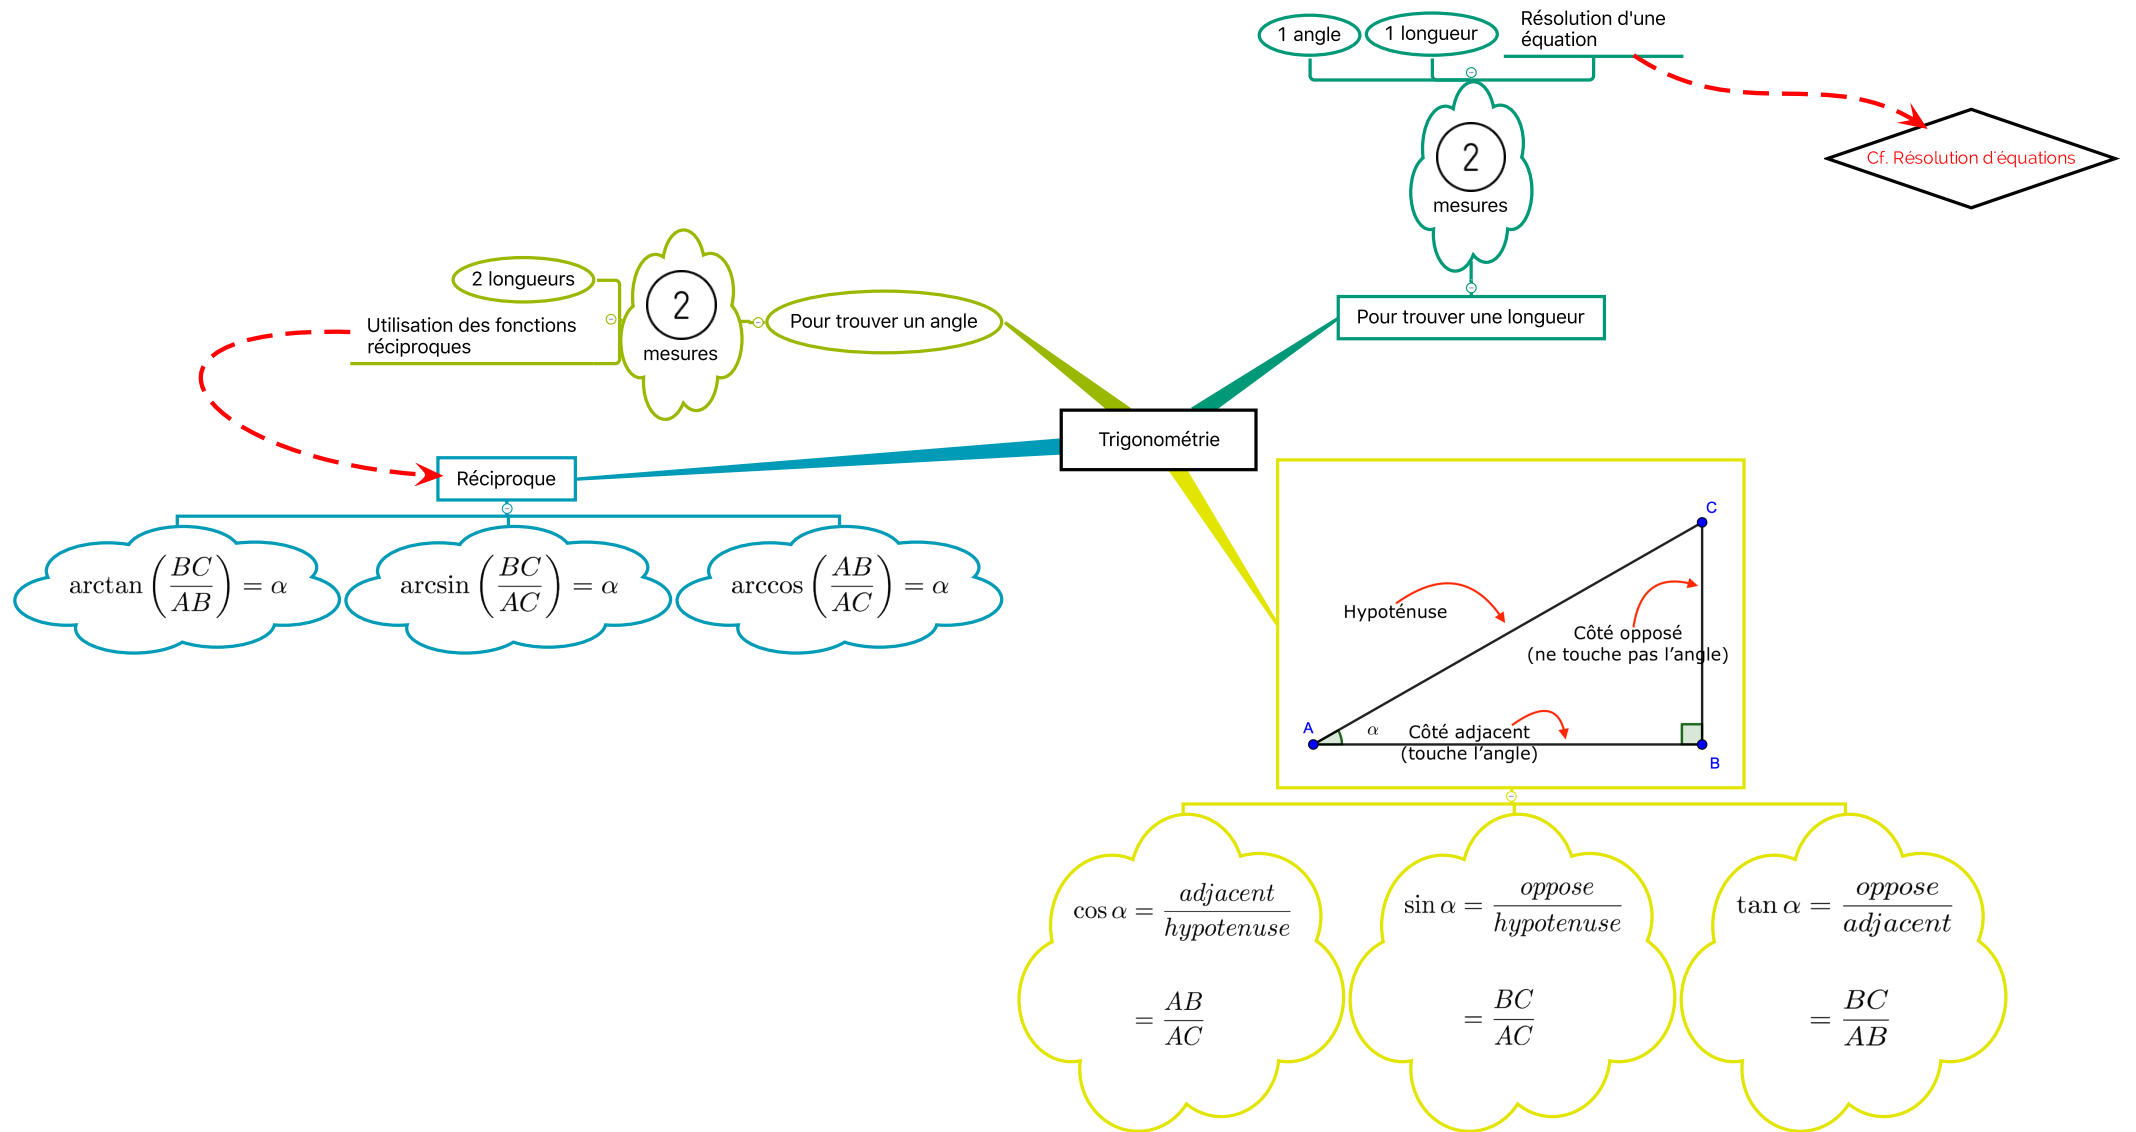 1 angle
1 longueur
Résolution d'une
équation
2
mesures
Cf. Résolution d'équations
Pour trouver une longueur
2 longueurs
Utilisation des fonctions
réciproques
2
mesures
Pour trouver un angle
Trigonométrie
Réciproque
arctan (BC/AB) = α
arcsin (BC/AC) = α
arccos (AB/AC) = α
C
Hypoténuse
Côté opposé
(ne touche pas l’angle)
A
α
Côté adjacent
(touche l’angle)
B
cos α = adjacent/hypotenuse
= AB/AC
sin α = oppose/hypotenuse
= BC/AC
tan α = oppose/adjacent
= BC/AB